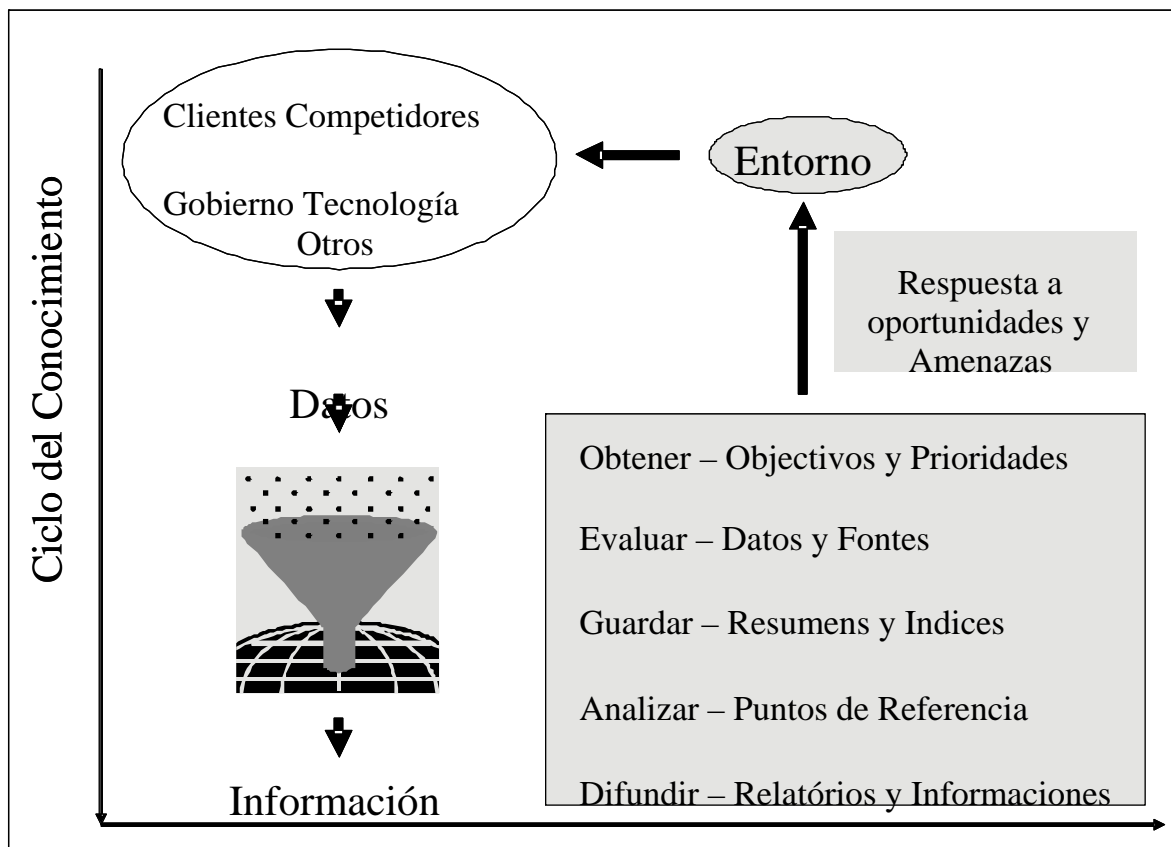 Ciclo del Conocimiento
Clientes Competidores
Gobierno Tecnología
Otros
Entorno
Respuesta a
oportunidades y
Amenazas
Datos
Obtener – Objectivos y Prioridades
Evaluar – Datos y Fontes
Guardar – Resumens y Indices
Analizar – Puntos de Referencia
Difundir – Relatórios y Informaciones
Información